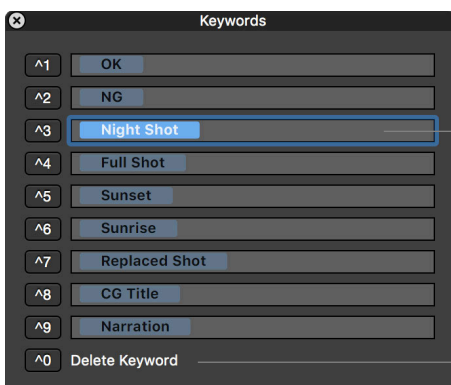 Keywords
^1 OK
^2 NG
^3 Night Shot
^4 Full Shot
^5 Sunset
^6 Sunrise
^7 Replaced Shot
^8 CG Title
^9 Narration
^0 Delete Keyword